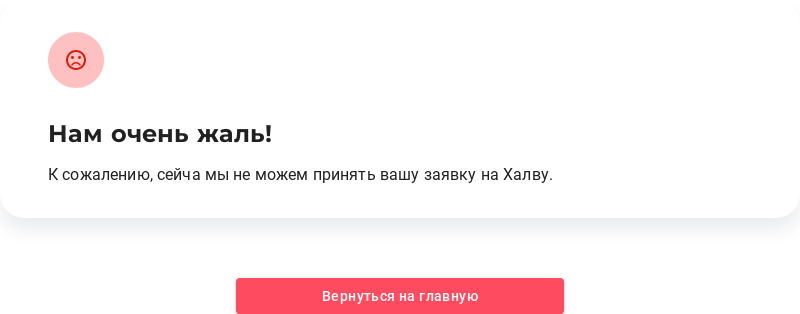 Нам очень жаль!
К сожалению, сейча мы не можем принять вашу заявку на Халву.
Вернуться на главную